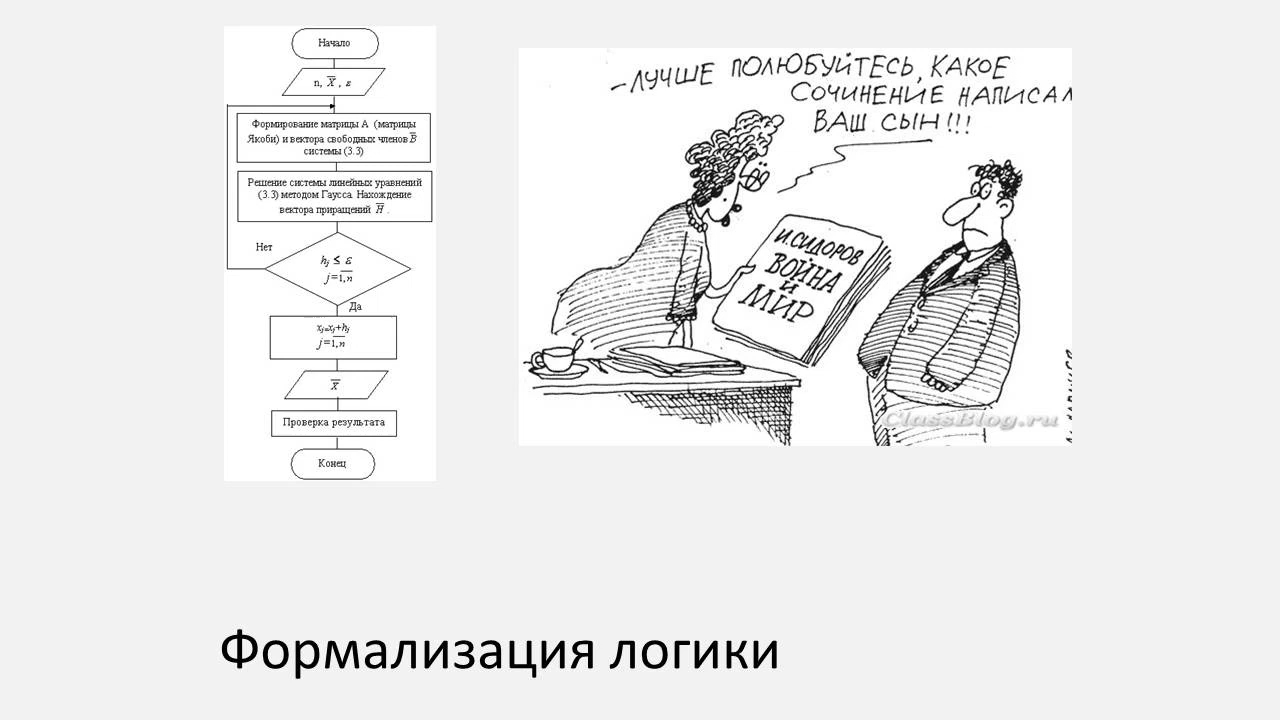 Начало
n, X̅ , ε
Формирование матрицы А (матрицы
Якоби) и вектора свободных членов B̅
системы (3.3)
Решение системы линейных уравнений
(3.3) методом Гаусса. Нахождение
вектора приращений H̅ .
Нет
hj ≤ ε
j=1,n
Да
xj=xj+hj
j=1,n
X̅
Проверка результата
Конец
–ЛУЧШЕ ПОЛЮБУЙТЕСЬ, КАКОЕ
СОЧИНЕНИЕ НАПИСАЛ
ВАШ СЫН!!!
И.СИДОРОВ
ВОЙНА
И
МИР
ClassBlog.ru
Формализация логики